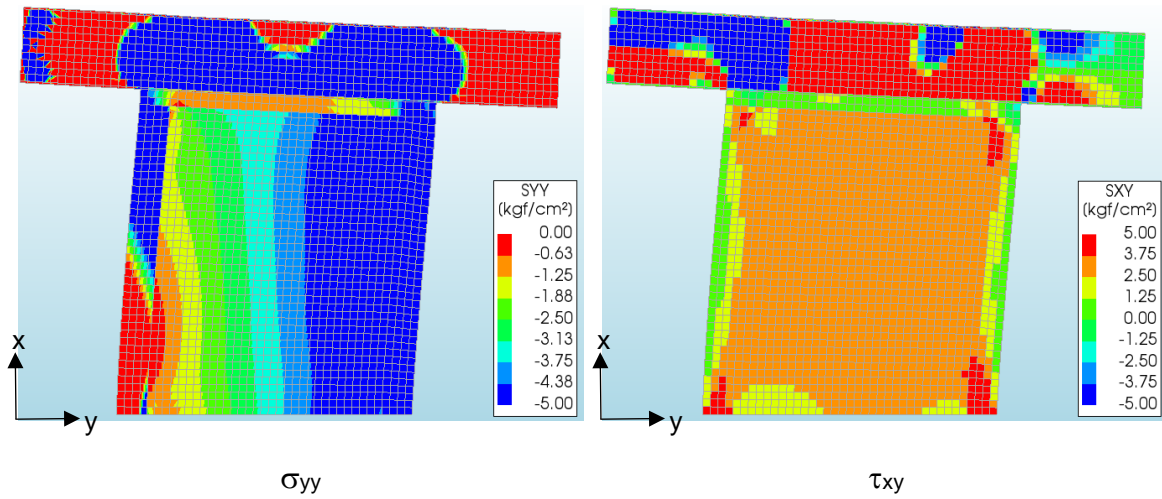 SYY
(kgf/cm²)
0.00
-0.63
-1.25
-1.88
-2.50
-3.13
-3.75
-4.38
-5.00
x
y
SXY
(kgf/cm²)
5.00
3.75
2.50
1.25
0.00
-1.25
-2.50
-3.75
-5.00
x
y
σyy
τxy